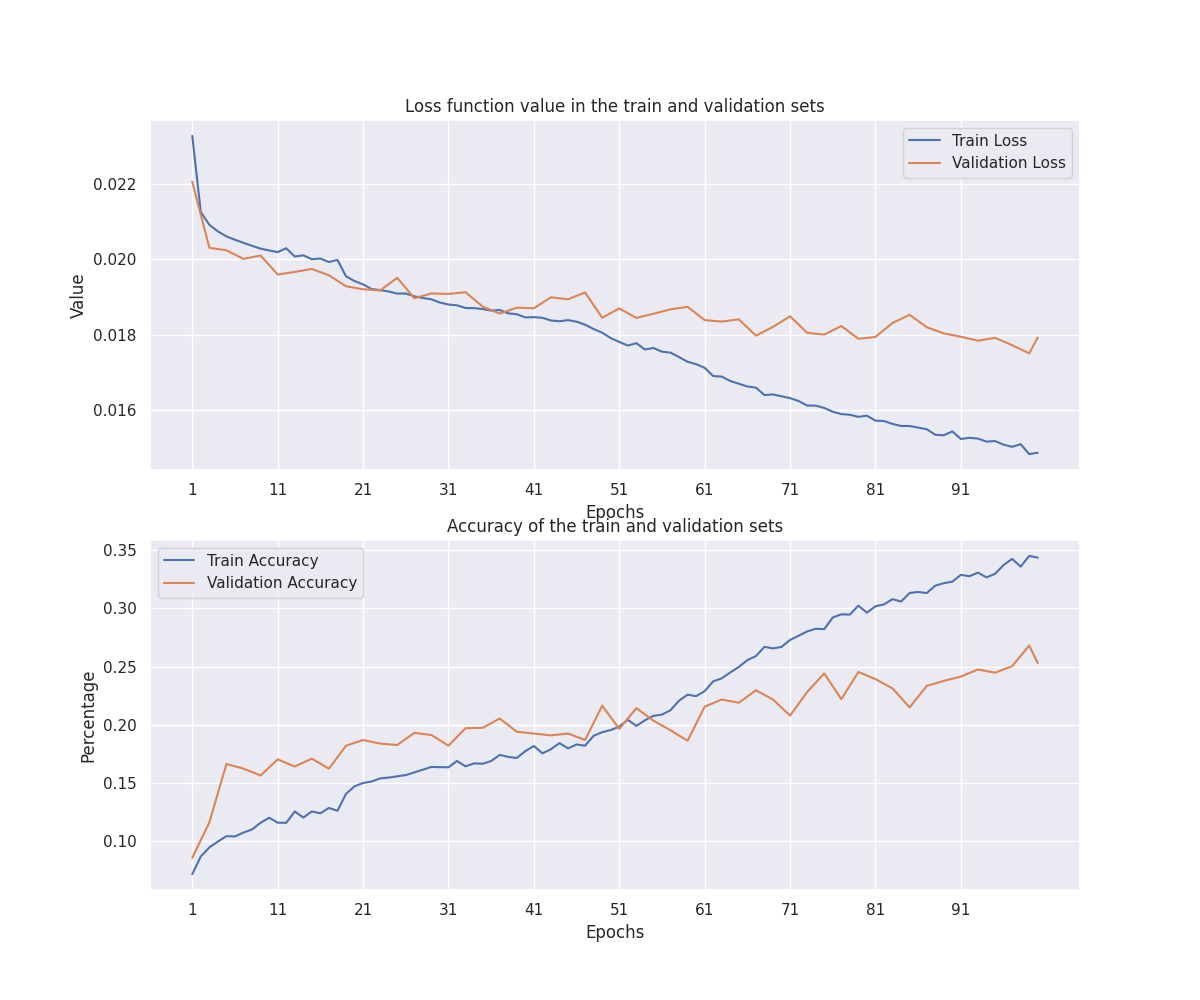 Loss function value in the train and validation sets
Train Loss
Validation Loss
0.022
0.020
0.018
0.016
Value
1 11 21 31 41 51 61 71 81 91
Epochs
Accuracy of the train and validation sets
Train Accuracy
Validation Accuracy
0.35
0.30
0.25
0.20
0.15
0.10
Percentage
1 11 21 31 41 51 61 71 81 91
Epochs